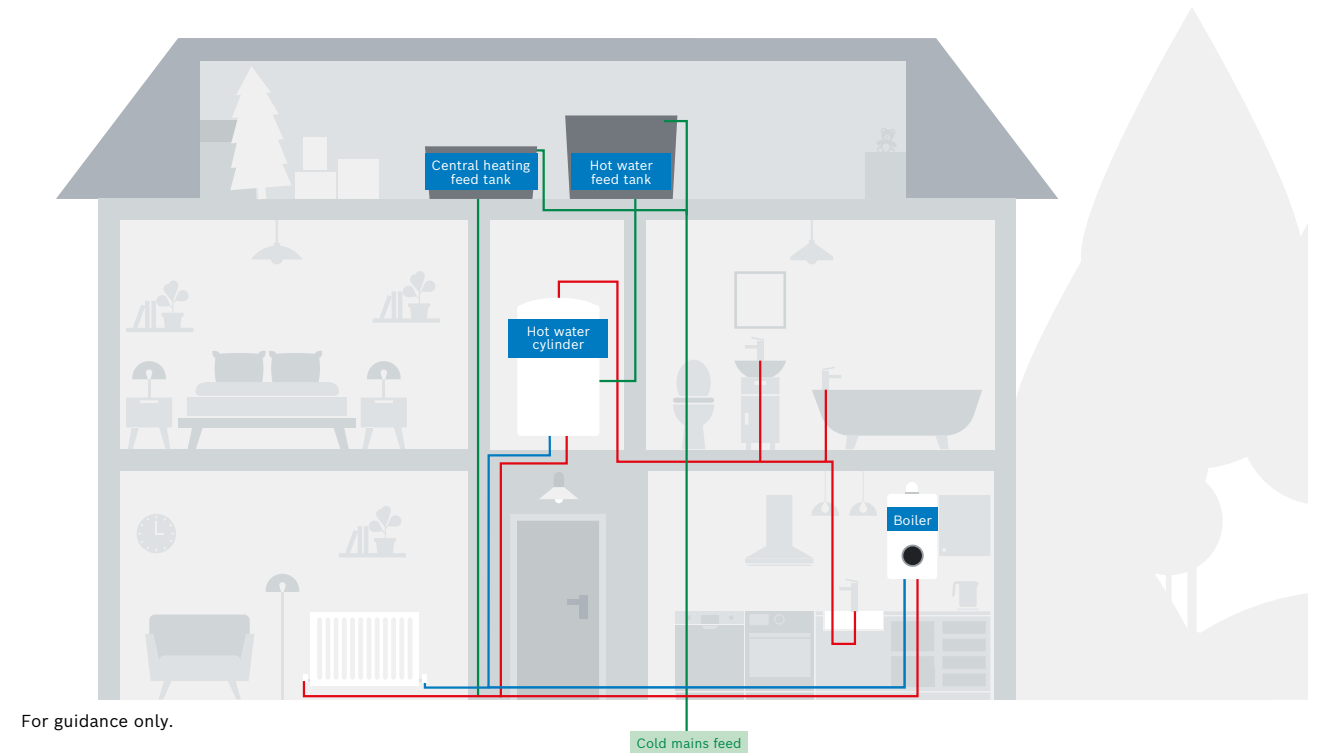 Central heating
feed tank
Hot water
feed tank
Hot water
cylinder
Boiler
For guidance only.
Cold mains feed